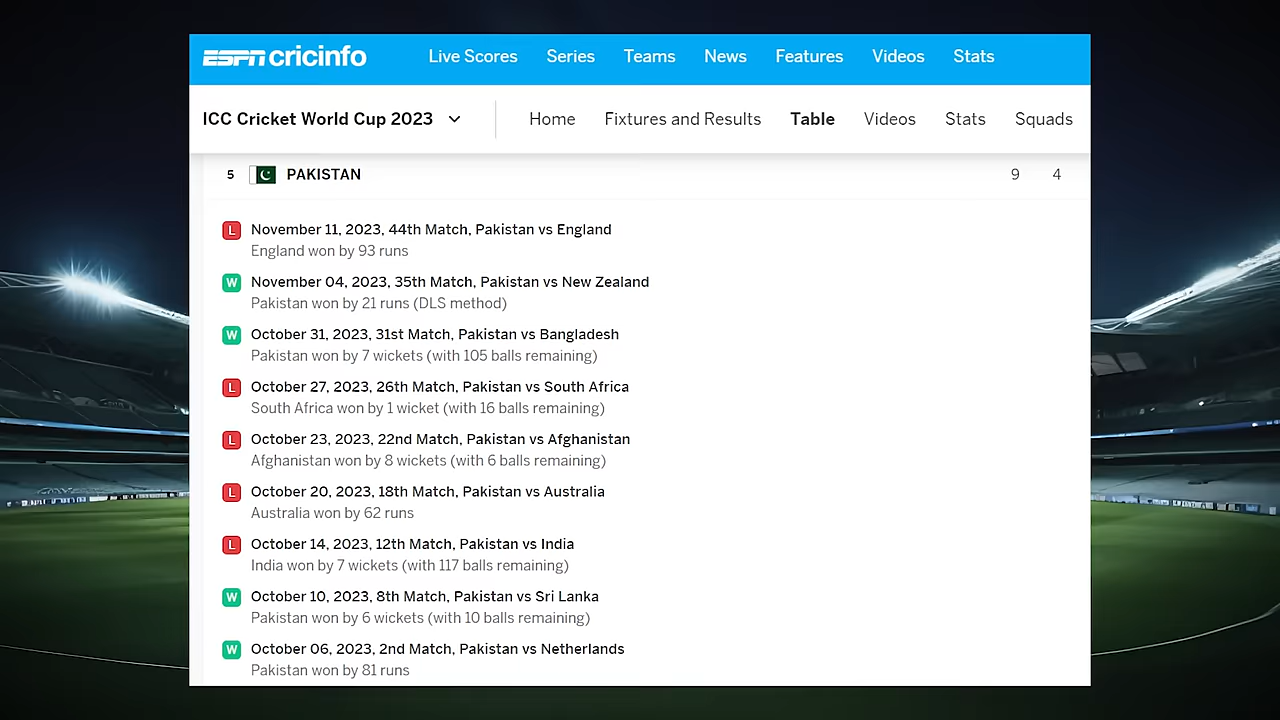 ESPN cricinfo Live Scores Series Teams News Features Videos Stats
ICC Cricket World Cup 2023 Home Fixtures and Results Table Videos Stats Squads
5 PAKISTAN 9 4
L November 11, 2023, 44th Match, Pakistan vs England
England won by 93 runs
W November 04, 2023, 35th Match, Pakistan vs New Zealand
Pakistan won by 21 runs (DLS method)
W October 31, 2023, 31st Match, Pakistan vs Bangladesh
Pakistan won by 7 wickets (with 105 balls remaining)
L October 27, 2023, 26th Match, Pakistan vs South Africa
South Africa won by 1 wicket (with 16 balls remaining)
L October 23, 2023, 22nd Match, Pakistan vs Afghanistan
Afghanistan won by 8 wickets (with 6 balls remaining)
L October 20, 2023, 18th Match, Pakistan vs Australia
Australia won by 62 runs
L October 14, 2023, 12th Match, Pakistan vs India
India won by 7 wickets (with 117 balls remaining)
W October 10, 2023, 8th Match, Pakistan vs Sri Lanka
Pakistan won by 6 wickets (with 10 balls remaining)
W October 06, 2023, 2nd Match, Pakistan vs Netherlands
Pakistan won by 81 runs